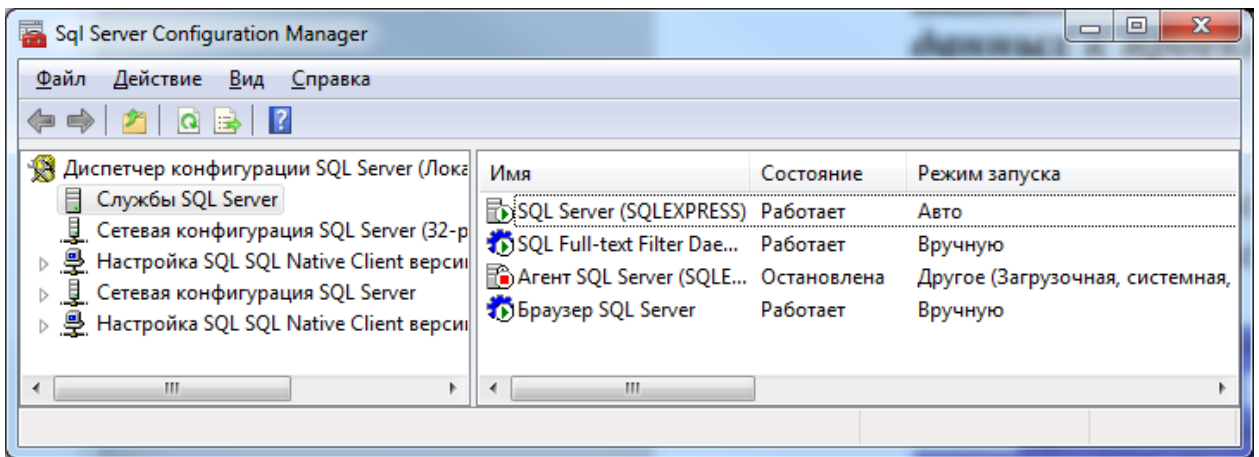 Sql Server Configuration Manager
Файл Действие Вид Справка
Диспетчер конфигурации SQL Server (Лока
Службы SQL Server
Сетевая конфигурация SQL Server (32-р
Настройка SQL SQL Native Client версии
Сетевая конфигурация SQL Server
Настройка SQL SQL Native Client версии
Имя Состояние Режим запуска
SQL Server (SQLEXPRESS) Работает Авто
SQL Full-text Filter Dae... Работает Вручную
Агент SQL Server (SQLE... Остановлена Другое (Загрузочная, системная,
Браузер SQL Server Работает Вручную